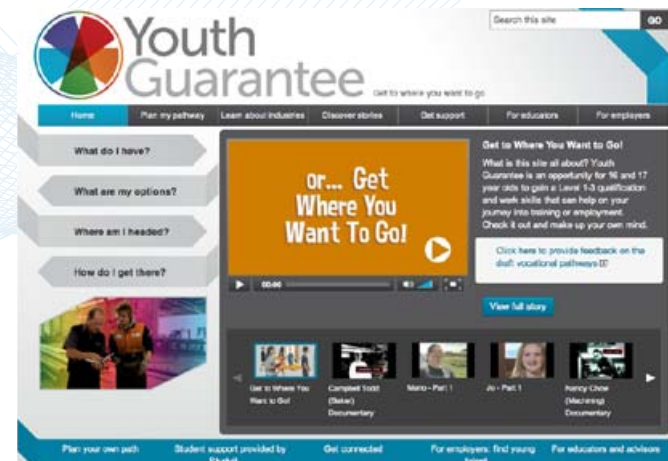 Search this site
GO
Youth
Guarantee
Get to where you want to go
Home
Plan my pathway
Learn about industries
Discover stories
Get support
For educators
For employers
What do I have?
What are my options?
Where am I headed?
How do I get there?
or... Get
Where You
Want To Go!
00:00
Get to Where You Want to Go!
What is this site all about? Youth
Guarantee is an opportunity for 16 and 17
year olds to gain a Level 1-3 qualification
and work skills that can help on your
journey into training or employment.
Check it out and make up your own mind.
Click here to provide feedback on the
draft vocational pathways
View full story
Get to Where You
Want to Go!
Campbell Todd
(Baker)
Documentary
Mario - Part 1
Jo - Part 1
Nancy Chow
(Machining)
Documentary
Plan your own path
Student support provided by
Get connected
For employers: find young
talent
For educators and advisors